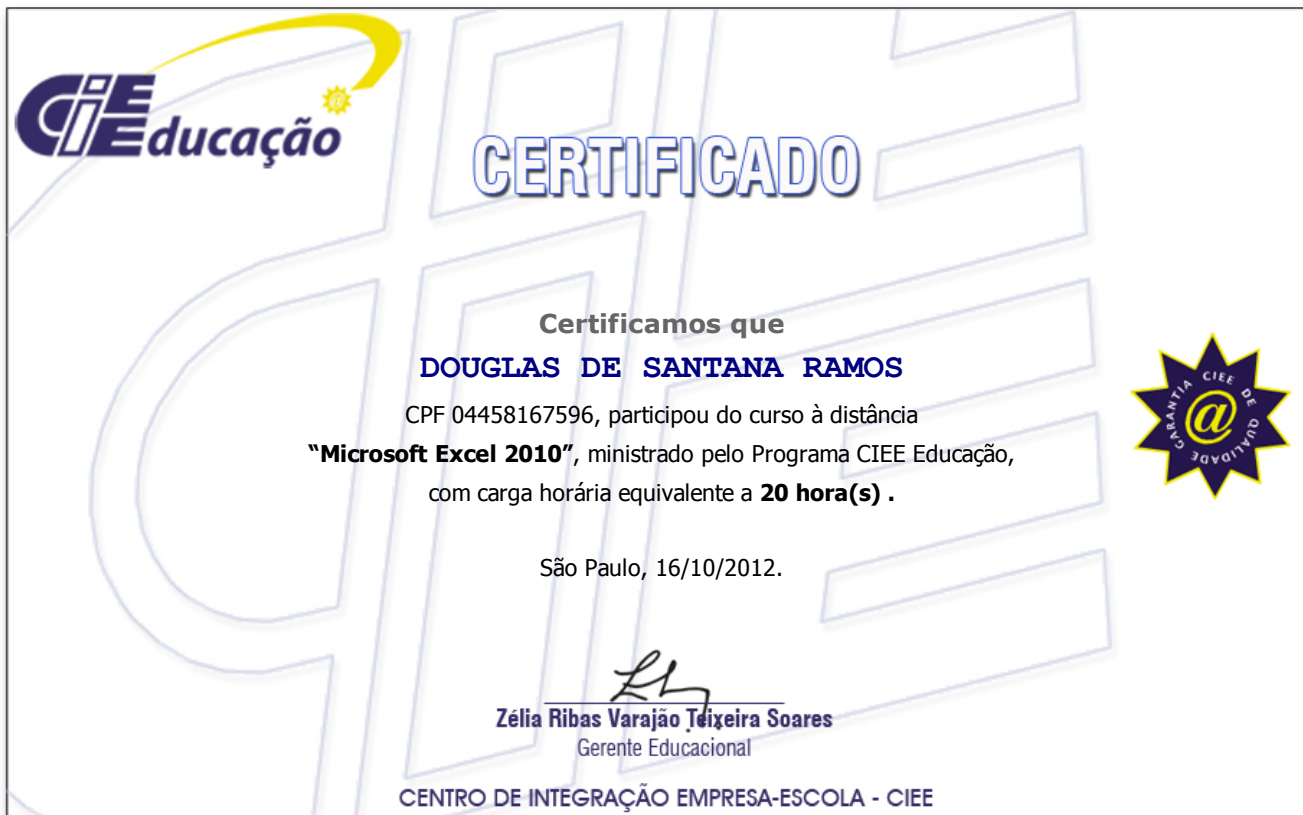 CIEE Educação
CERTIFICADO
Certificamos que
DOUGLAS DE SANTANA RAMOS
CPF 04458167596, participou do curso à distância
“Microsoft Excel 2010”, ministrado pelo Programa CIEE Educação,
com carga horária equivalente a 20 hora(s) .
GARANTIA CIEE DE QUALIDADE
@
São Paulo, 16/10/2012.
Zélia Ribas Varajão Teixeira Soares
Gerente Educacional
CENTRO DE INTEGRAÇÃO EMPRESA-ESCOLA - CIEE